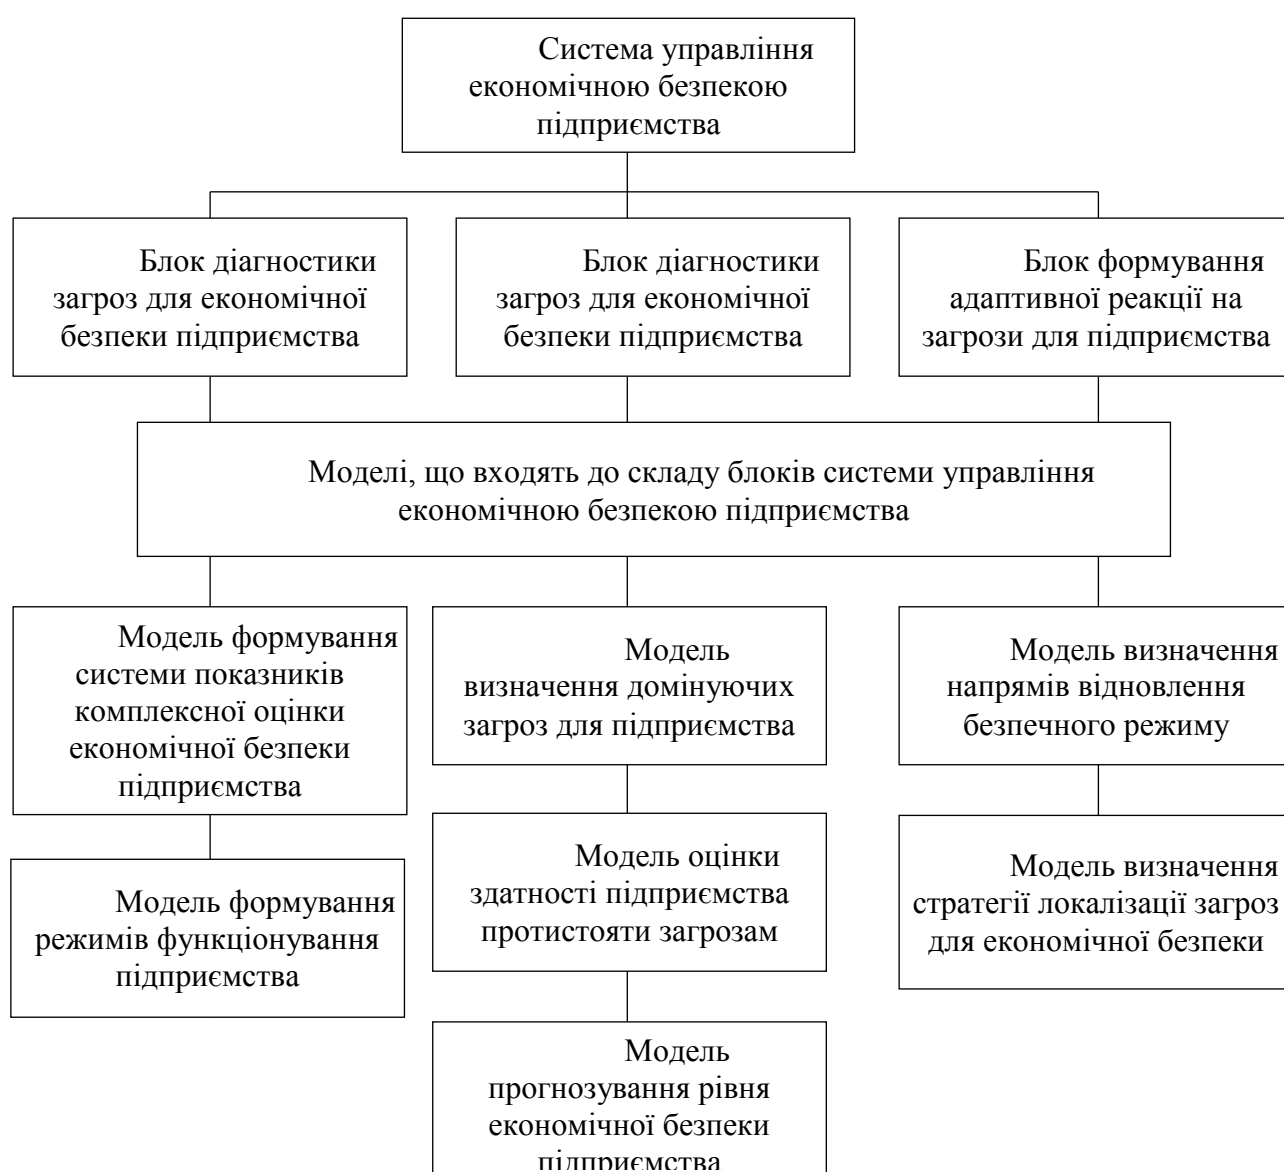 Система управління
економічною безпекою
підприємства
Блок діагностики
загроз для економічної
безпеки підприємства
Блок діагностики
загроз для економічної
безпеки підприємства
Блок формування
адаптивної реакції на
загрози для підприємства
Моделі, що входять до складу блоків системи управління
економічною безпекою підприємства
Модель формування
системи показників
комплексної оцінки
економічної безпеки
підприємства
Модель
визначення домінуючих
загроз для підприємства
Модель визначення
напрямів відновлення
безпечного режиму
Модель формування
режимів функціонування
підприємства
Модель оцінки
здатності підприємства
протистояти загрозам
Модель визначення
стратегії локалізації загроз
для економічної безпеки
Модель
прогнозування рівня
економічної безпеки
підприємства